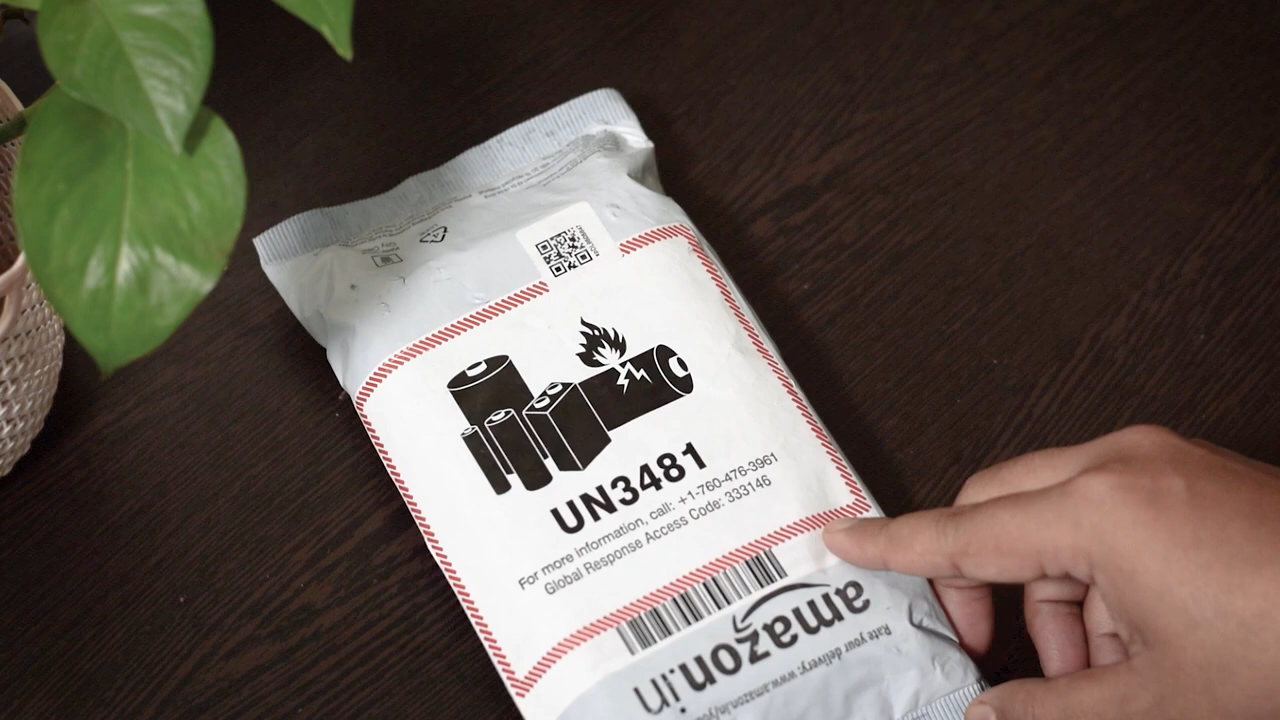 UN3481
For more information, call: +1-760-476-3961
Global Response Access Code: 333146
amazon.in
Rate your delivery: www.amazon.in/you